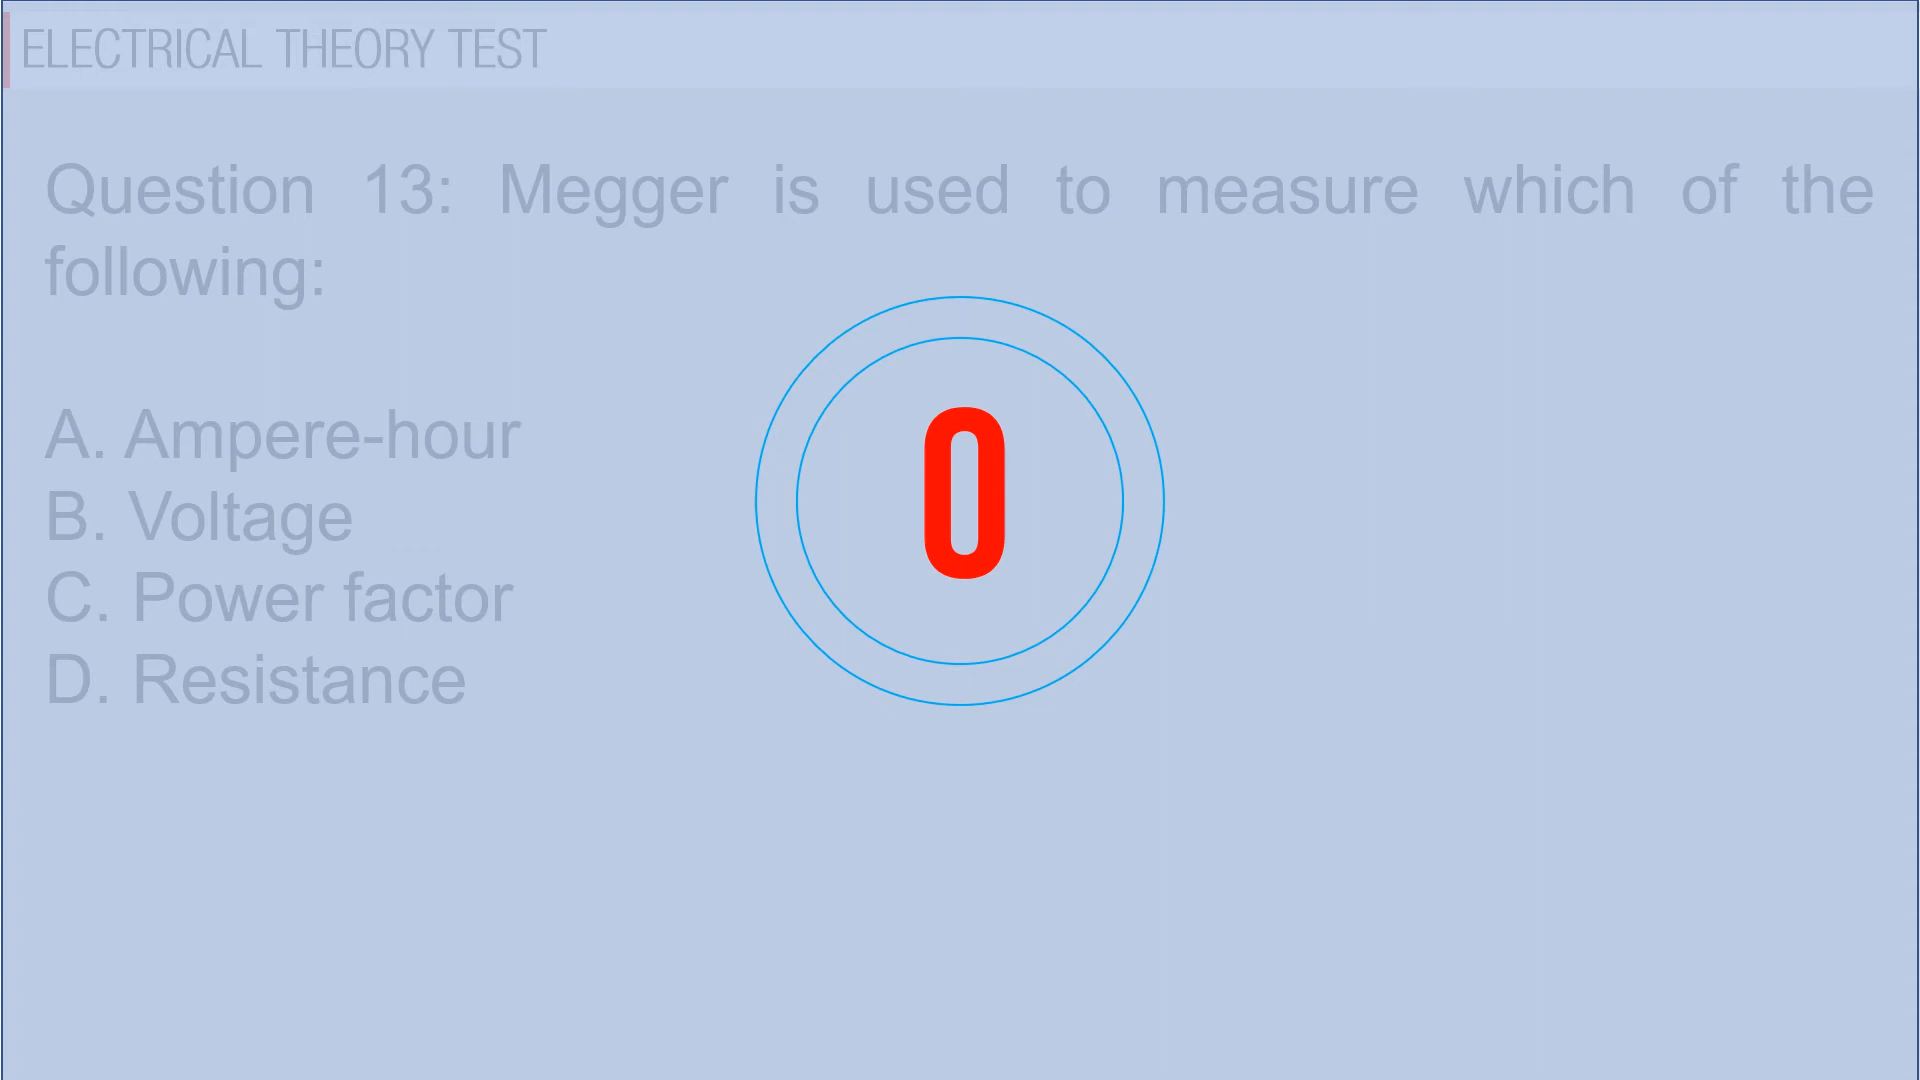 ELECTRICAL THEORY TEST
Question 13: Megger is used to measure which of the
following:
A. Ampere-hour
B. Voltage
C. Power factor
D. Resistance
0